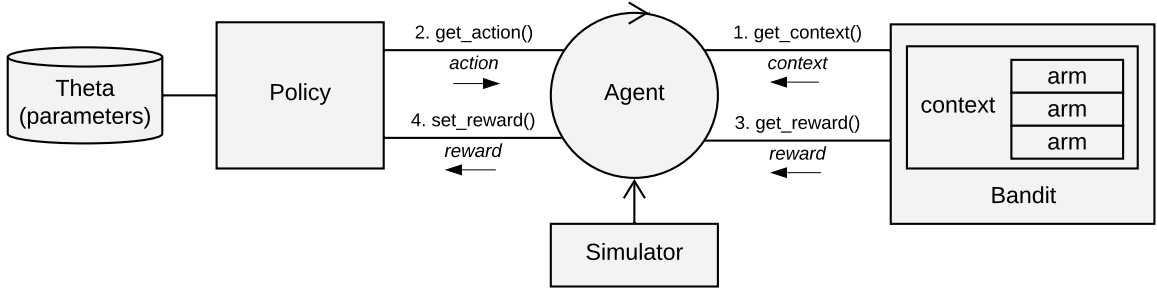 Theta
(parameters)
Policy
2. get_action()
action
4. set_reward()
reward
Agent
1. get_context()
context
3. get_reward()
reward
context
arm
arm
arm
Bandit
Simulator